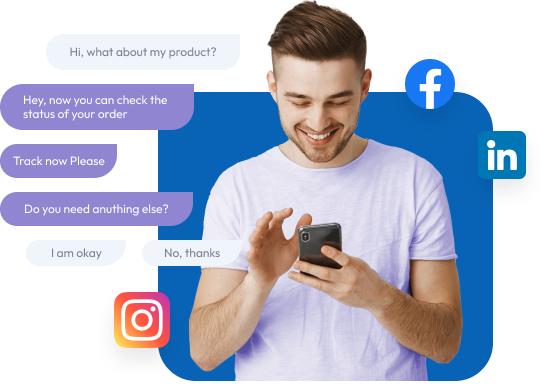 Hi, what about my product?
Hey, now you can check the
status of your order
Track now Please
Do you need anuthing else?
I am okay
No, thanks
in